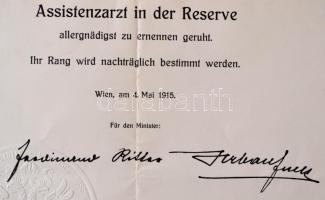 Assistenzarzt in der Reserve
allergnädigst zu ernennen geruht.
Ihr Rang wird nachträglich bestimmt werden.
Wien, am 4. Mai 1915.
darabanth
Für den Minister:
Ferdinand Ritter